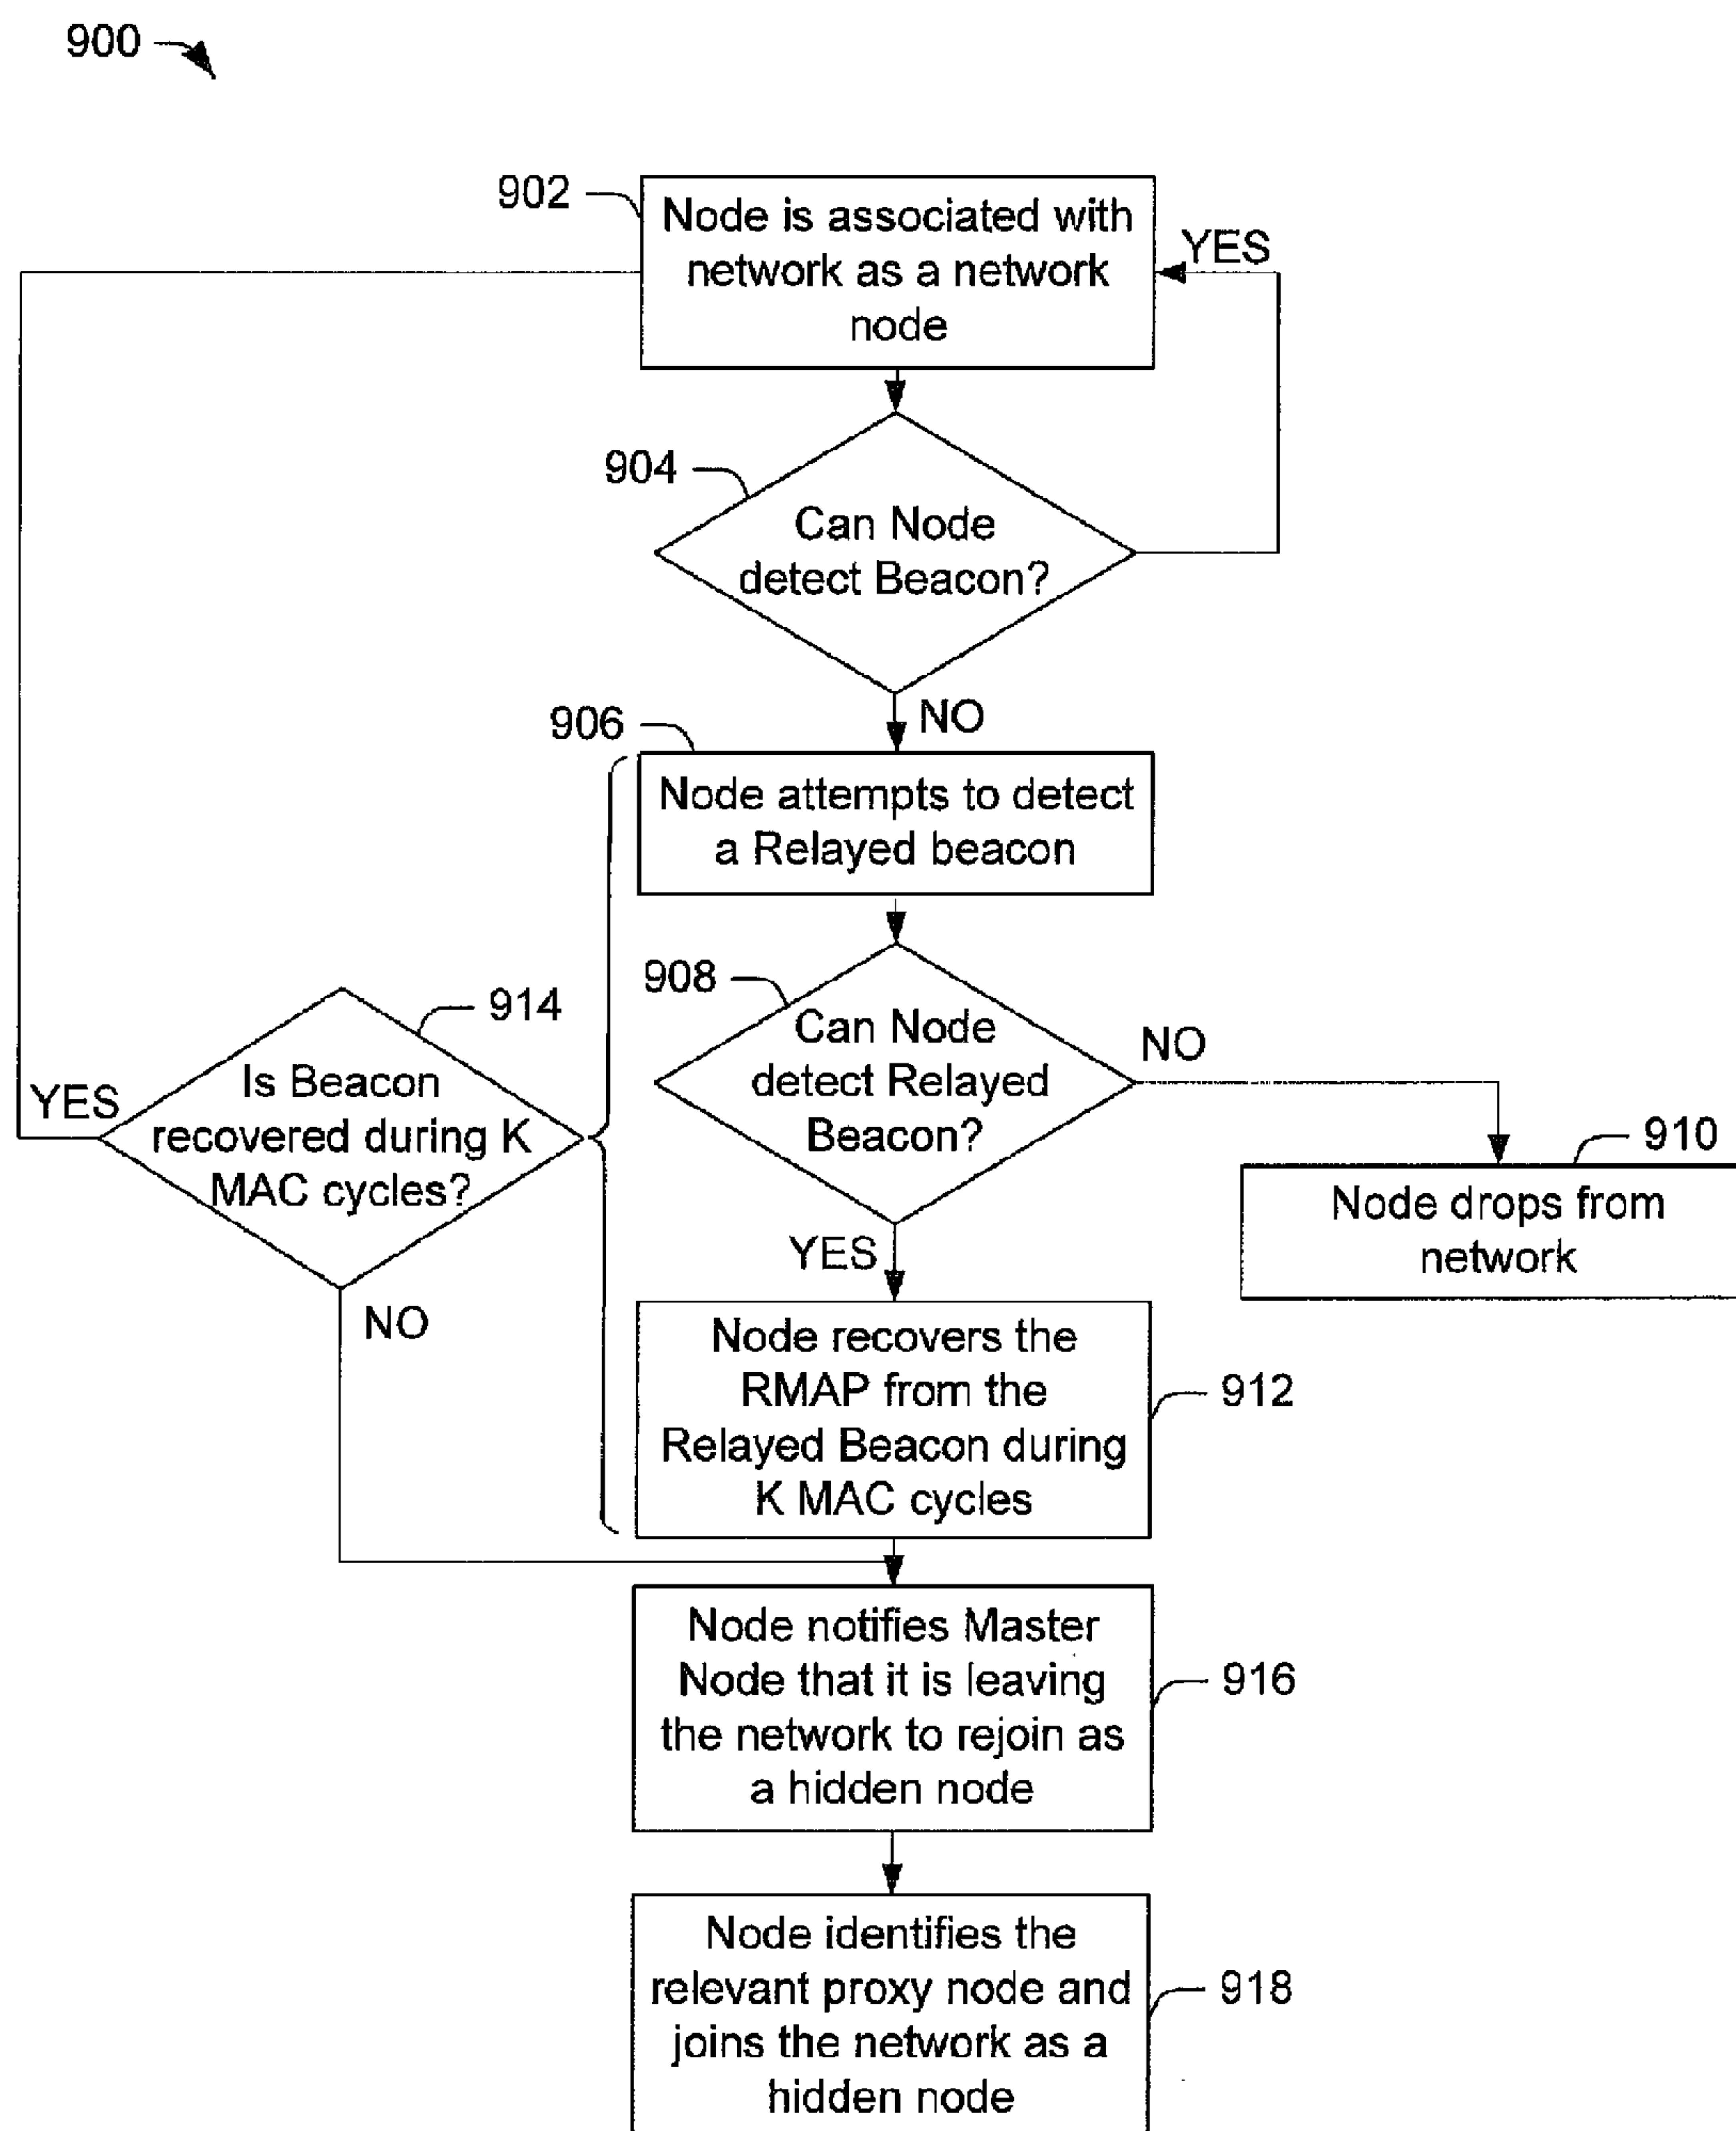 900
902
Node is associated with
network as a network
node
YES
904
Can Node
detect Beacon?
NO
906
Node attempts to detect
a Relayed beacon
908
Can Node
detect Relayed
Beacon?
NO
914
Is Beacon
recovered during K
MAC cycles?
YES
NO
910
Node drops from
network
YES
Node recovers the
RMAP from the
Relayed Beacon during
K MAC cycles
912
Node notifies Master
Node that it is leaving
the network to rejoin as
a hidden node
916
Node identifies the
relevant proxy node and
joins the network as a
hidden node
918